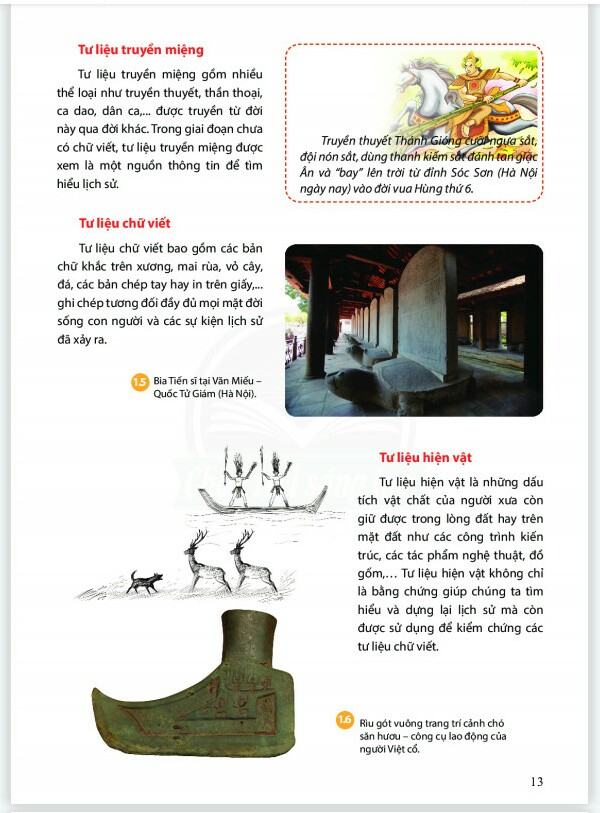 Tư liệu truyền miệng
Tư liệu truyền miệng gồm nhiều
thể loại như truyền thuyết, thần thoại,
ca dao, dân ca,... được truyền từ đời
này qua đời khác. Trong giai đoạn chưa
có chữ viết, tư liệu truyền miệng được
xem là một nguồn thông tin để tìm
hiểu lịch sử.
Truyền thuyết Thánh Gióng cưỡi ngựa sắt,
đội nón sắt, dùng thanh kiếm sắt đánh tan giặc
Ân và “bay” lên trời từ đỉnh Sóc Sơn (Hà Nội
ngày nay) vào đời vua Hùng thứ 6.
Tư liệu chữ viết
Tư liệu chữ viết bao gồm các bản
chữ khắc trên xương, mai rùa, vỏ cây,
đá, các bản chép tay hay in trên giấy,...
ghi chép tương đối đầy đủ mọi mặt đời
sống con người và các sự kiện lịch sử
đã xảy ra.
1.5 Bia Tiến sĩ tại Văn Miếu –
Quốc Tử Giám (Hà Nội).
Tư liệu hiện vật
Tư liệu hiện vật là những dấu
tích vật chất của người xưa còn
giữ được trong lòng đất hay trên
mặt đất như các công trình kiến
trúc, các tác phẩm nghệ thuật, đồ
gốm,... Tư liệu hiện vật không chỉ
là bằng chứng giúp chúng ta tìm
hiểu và dựng lại lịch sử mà còn
được sử dụng để kiểm chứng các
tư liệu chữ viết.
1.6 Rìu gót vuông trang trí cảnh chó
săn hươu – công cụ lao động của
người Việt cổ.
13